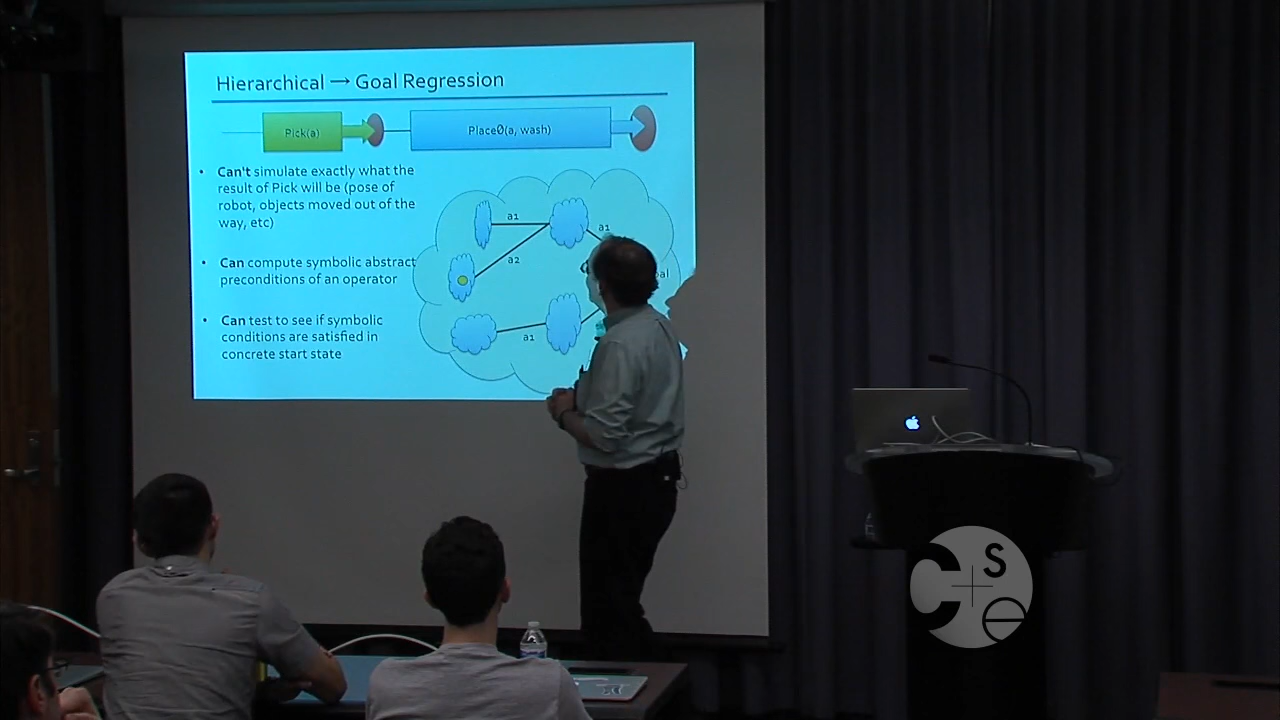 Hierarchical → Goal Regression
Pick(a)
Place0(a, wash)
• Can't simulate exactly what the
result of Pick will be (pose of
robot, objects moved out of the
way, etc)
• Can compute symbolic abstract
preconditions of an operator
• Can test to see if symbolic
conditions are satisfied in
concrete start state
a1
a1
a2
a1
c+se